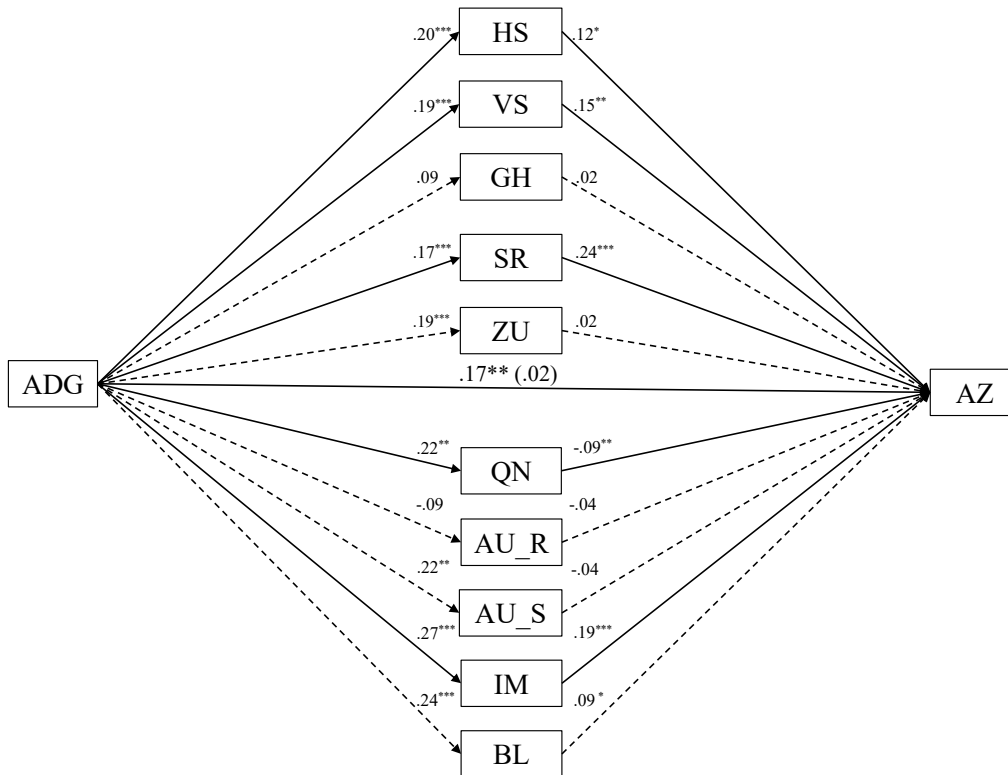 .20*** HS .12*
.19*** VS .15**
.09 GH .02
.17*** SR .24***
.19*** ZU .02
ADG .17** (.02) AZ
.22** QN -.09**
-.09 AU_R -.04
.22** AU_S -.04
.27*** IM .19***
.24*** BL .09*